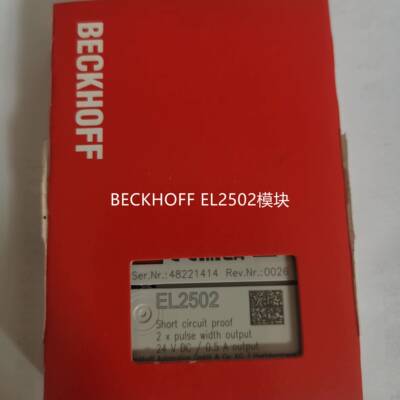 BECKHOFF
BECKHOFF EL2502模块
Ser.Nr.:48221414 Rev.Nr.:0026
EL2502
Short circuit proof
2 x pulse width output
24 V DC / 0.5 A output